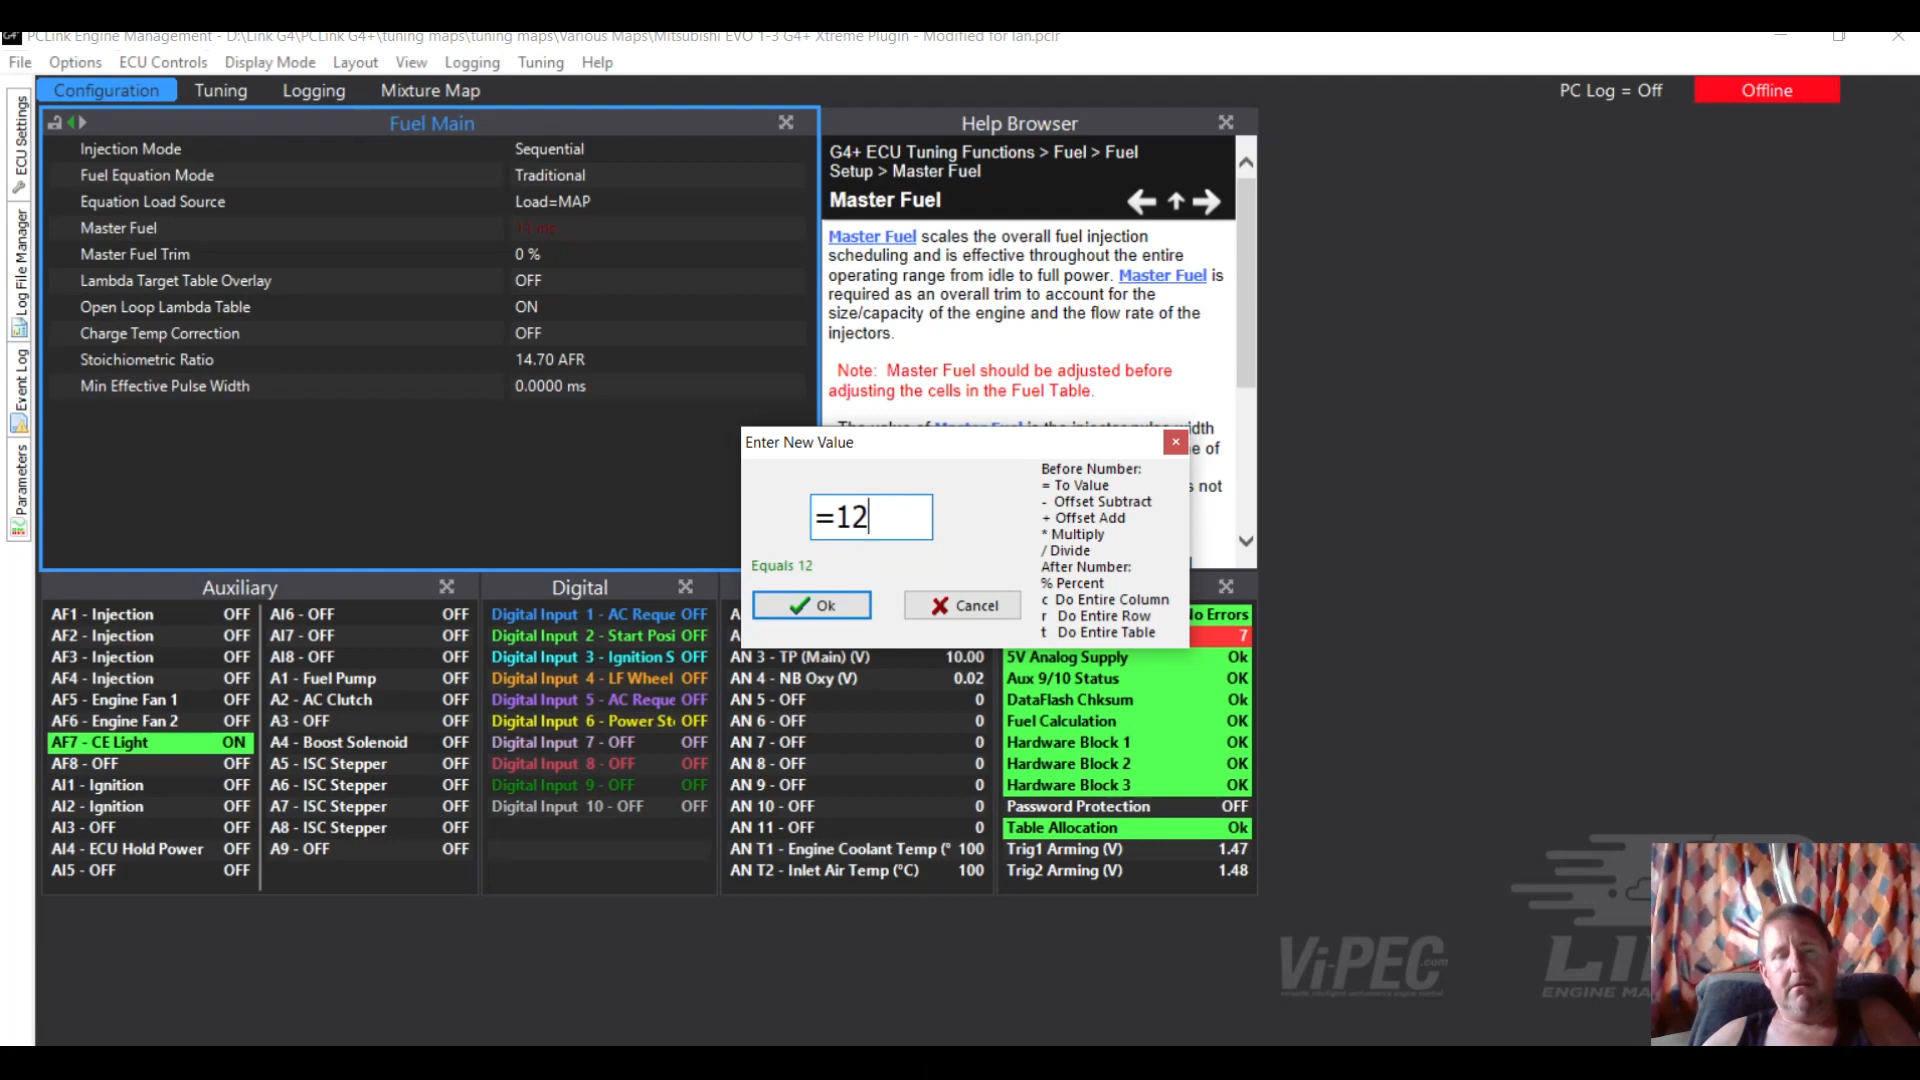 PCLink Engine Management - D:\Link G4\PCLink G4+\tuning maps\tuning maps\Various Maps\Mitsubishi EVO 1-3 G4+ Xtreme Plugin - Modified for Ian.pclr
File Options ECU Controls Display Mode Layout View Logging Tuning Help
Configuration Tuning Logging Mixture Map PC Log = Off Offline
ECU Settings
Log File Manager
Event Log
Parameters
Fuel Main
Injection Mode Sequential
Fuel Equation Mode Traditional
Equation Load Source Load=MAP
Master Fuel
Master Fuel Trim 0 %
Lambda Target Table Overlay OFF
Open Loop Lambda Table ON
Charge Temp Correction OFF
Stoichiometric Ratio 14.70 AFR
Min Effective Pulse Width 0.0000 ms
Help Browser
G4+ ECU Tuning Functions > Fuel > Fuel
Setup > Master Fuel
Master Fuel
Master Fuel scales the overall fuel injection
scheduling and is effective throughout the entire
operating range from idle to full power. Master Fuel is
required as an overall trim to account for the
size/capacity of the engine and the flow rate of the
injectors.
Note: Master Fuel should be adjusted before
adjusting the cells in the Fuel Table.
Enter New Value
=12
Equals 12
Ok Cancel
Before Number:
= To Value
- Offset Subtract
+ Offset Add
* Multiply
/ Divide
After Number:
% Percent
c Do Entire Column
r Do Entire Row
t Do Entire Table
Auxiliary
AF1 - Injection OFF
AF2 - Injection OFF
AF3 - Injection OFF
AF4 - Injection OFF
AF5 - Engine Fan 1 OFF
AF6 - Engine Fan 2 OFF
AF7 - CE Light ON
AF8 - OFF OFF
AI1 - Ignition OFF
AI2 - Ignition OFF
AI3 - OFF OFF
AI4 - ECU Hold Power OFF
AI5 - OFF OFF
AI6 - OFF OFF
AI7 - OFF OFF
AI8 - OFF OFF
A1 - Fuel Pump OFF
A2 - AC Clutch OFF
A3 - OFF OFF
A4 - Boost Solenoid OFF
A5 - ISC Stepper OFF
A6 - ISC Stepper OFF
A7 - ISC Stepper OFF
A8 - ISC Stepper OFF
A9 - OFF OFF
Digital
Digital Input 1 - AC Reque OFF
Digital Input 2 - Start Posi OFF
Digital Input 3 - Ignition S OFF
Digital Input 4 - LF Wheel OFF
Digital Input 5 - AC Reque OFF
Digital Input 6 - Power St OFF
Digital Input 7 - OFF OFF
Digital Input 8 - OFF OFF
Digital Input 9 - OFF OFF
Digital Input 10 - OFF OFF
AN 3 - TP (Main) (V) 10.00
AN 4 - NB Oxy (V) 0.02
AN 5 - OFF 0
AN 6 - OFF 0
AN 7 - OFF 0
AN 8 - OFF 0
AN 9 - OFF 0
AN 10 - OFF 0
AN 11 - OFF 0
AN T1 - Engine Coolant Temp (° 100
AN T2 - Inlet Air Temp (°C) 100
No Errors
7
5V Analog Supply Ok
Aux 9/10 Status OK
DataFlash Chksum OK
Fuel Calculation OK
Hardware Block 1 OK
Hardware Block 2 OK
Hardware Block 3 OK
Password Protection OFF
Table Allocation Ok
Trig1 Arming (V) 1.47
Trig2 Arming (V) 1.48
Vi-PEC.com
LI
ENGINE MA